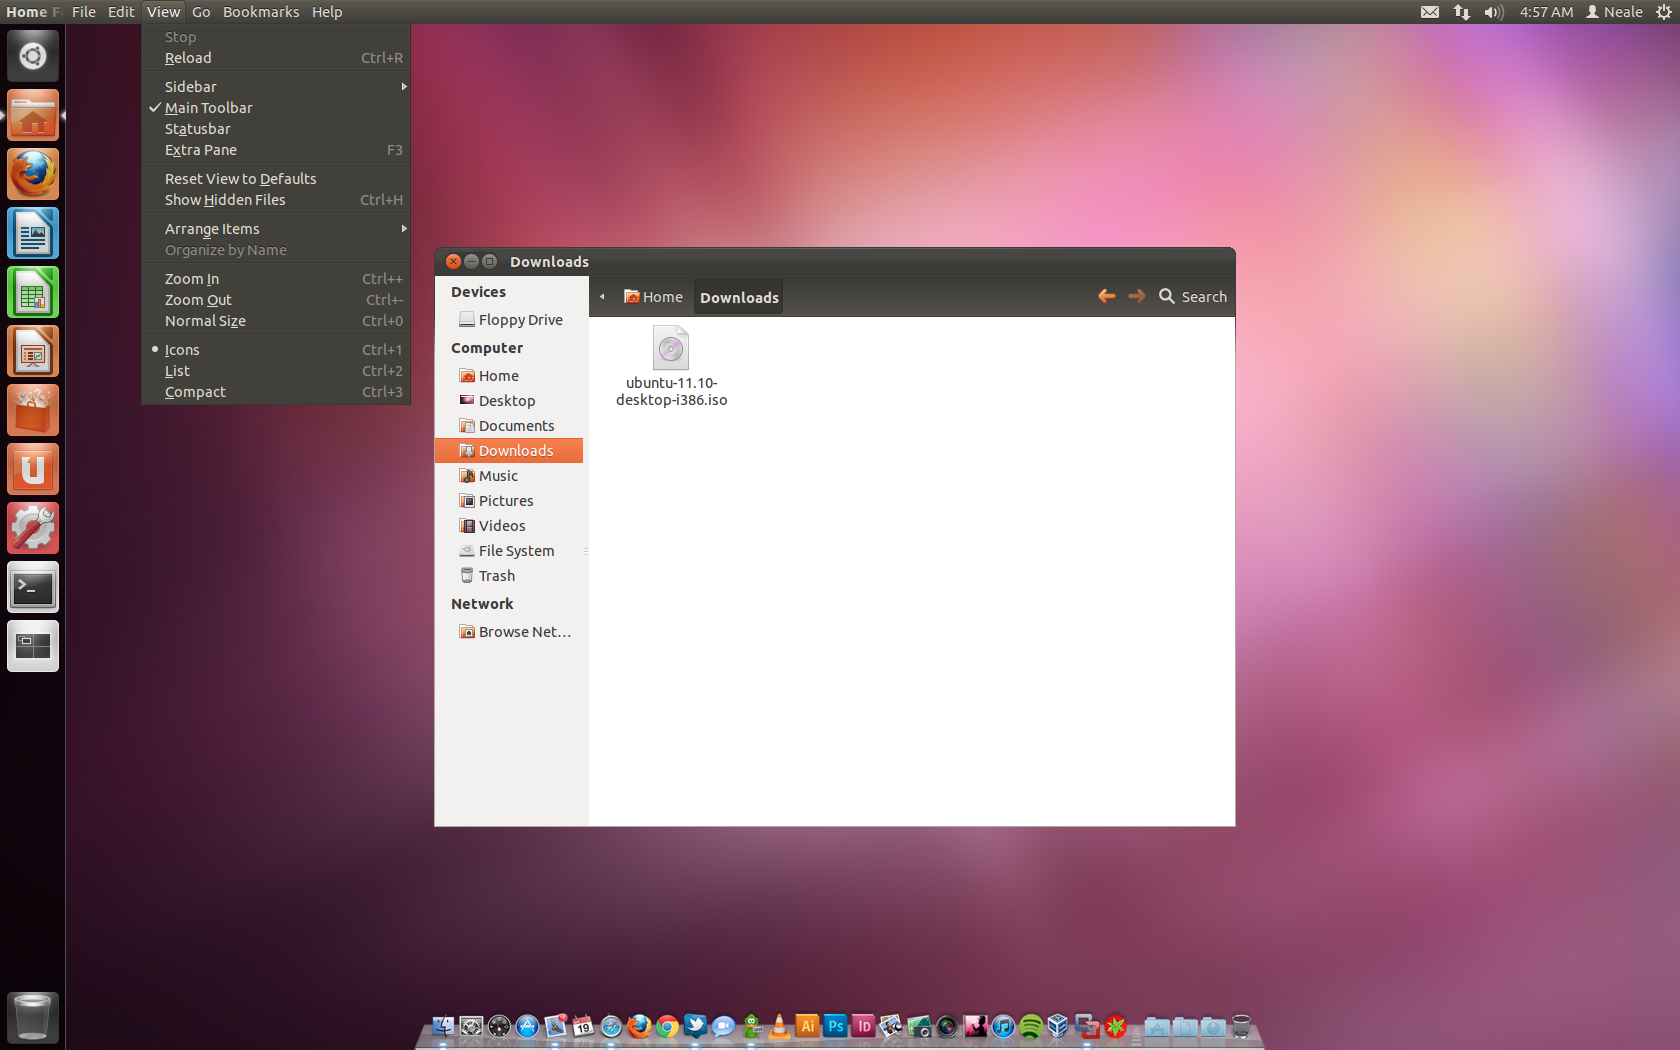 Home F File Edit View Go Bookmarks Help 4:57 AM Neale
Stop
Reload Ctrl+R
Sidebar
Main Toolbar
Statusbar
Extra Pane F3
Reset View to Defaults
Show Hidden Files Ctrl+H
Arrange Items
Organize by Name
Zoom In Ctrl++
Zoom Out Ctrl+-
Normal Size Ctrl+0
Icons Ctrl+1
List Ctrl+2
Compact Ctrl+3
Downloads
Home Downloads Search
Devices
Floppy Drive
Computer
Home
Desktop
Documents
Downloads
Music
Pictures
Videos
File System
Trash
Network
Browse Net...
ubuntu-11.10-
desktop-i386.iso
U
>_
19 Ai Ps ID